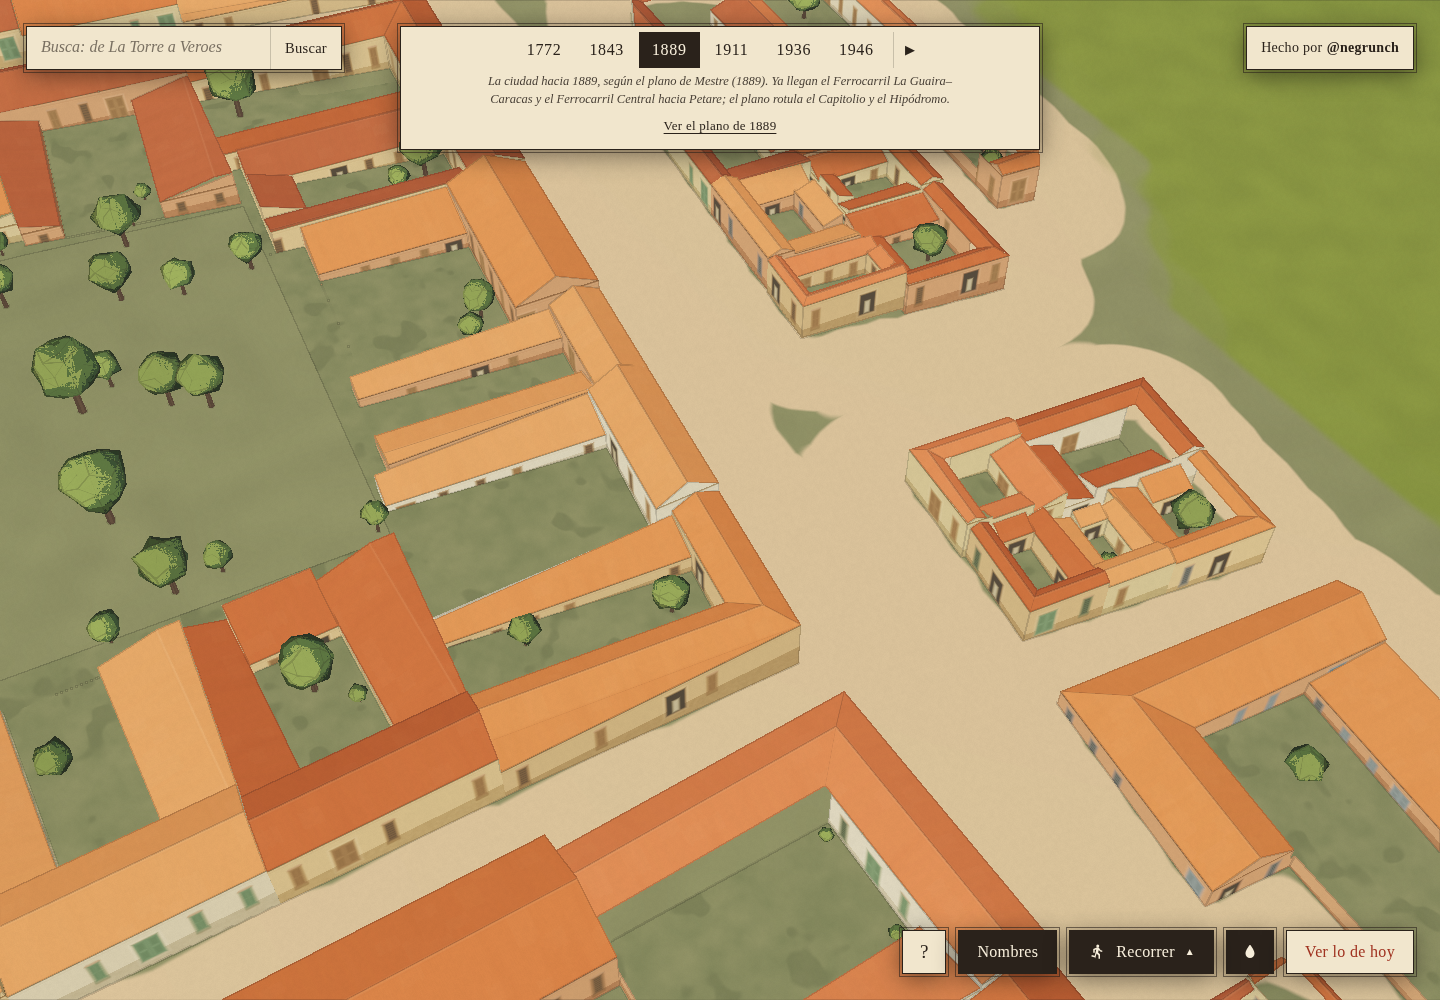 Busca: de La Torre a Veroes
Buscar
1772 1843 1889 1911 1936 1946 ▶
La ciudad hacia 1889, según el plano de Mestre (1889). Ya llegan el Ferrocarril La Guaira–
Caracas y el Ferrocarril Central hacia Petare; el plano rotula el Capitolio y el Hipódromo.
Ver el plano de 1889
Hecho por @negrunch
?
Nombres
Recorrer ▲
Ver lo de hoy